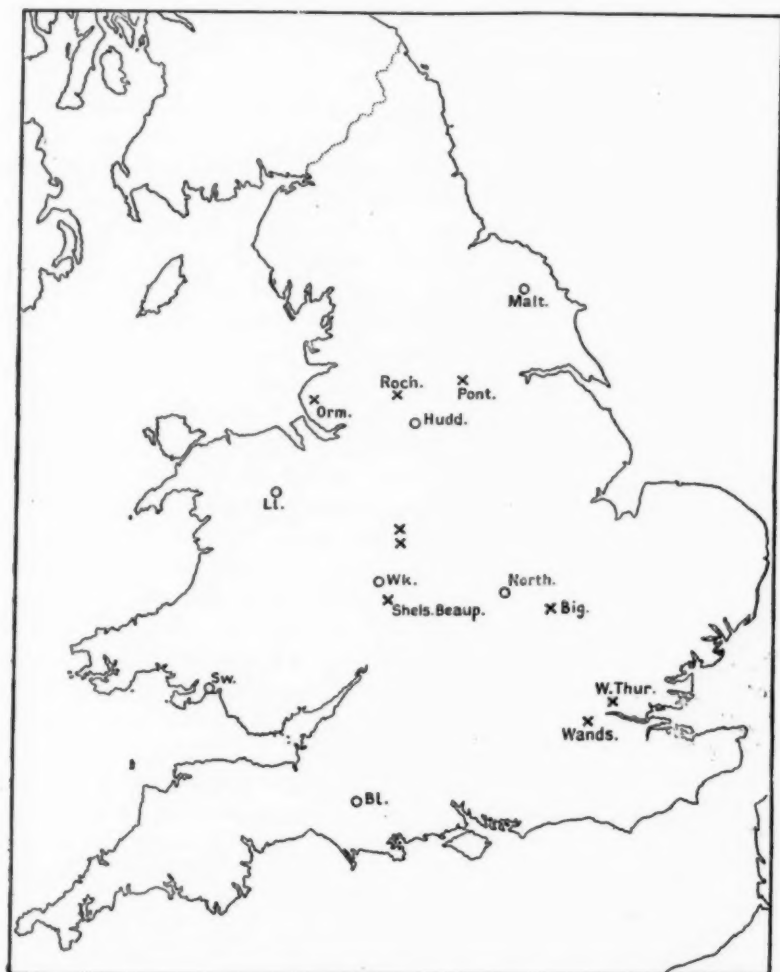 Malt.
Roch.
Pont.
Orm.
Hudd.
Ll.
Wk.
North.
Shels. Beaup.
Big.
Sw.
W. Thur.
Wands.
Bl.